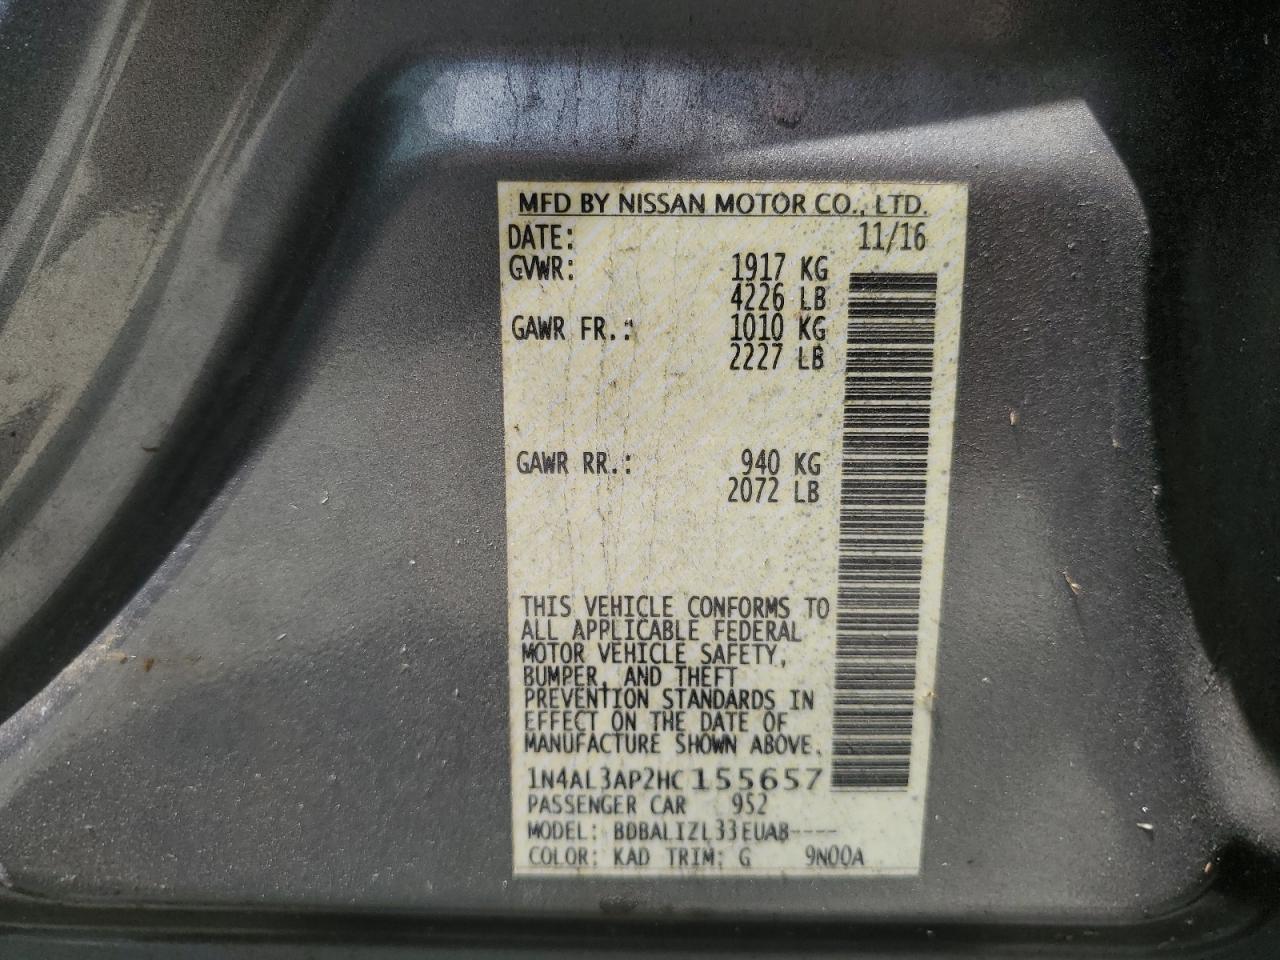 MFD BY NISSAN MOTOR CO., LTD.
DATE: 11/16
GVWR: 1917 KG
4226 LB
GAWR FR.: 1010 KG
2227 LB
GAWR RR.: 940 KG
2072 LB
THIS VEHICLE CONFORMS TO
ALL APPLICABLE FEDERAL
MOTOR VEHICLE SAFETY,
BUMPER, AND THEFT
PREVENTION STANDARDS IN
EFFECT ON THE DATE OF
MANUFACTURE SHOWN ABOVE.
1N4AL3AP2HC155657
PASSENGER CAR 952
MODEL: BDBALIZL33EUAB----
COLOR: KAD TRIM: G 9N00A